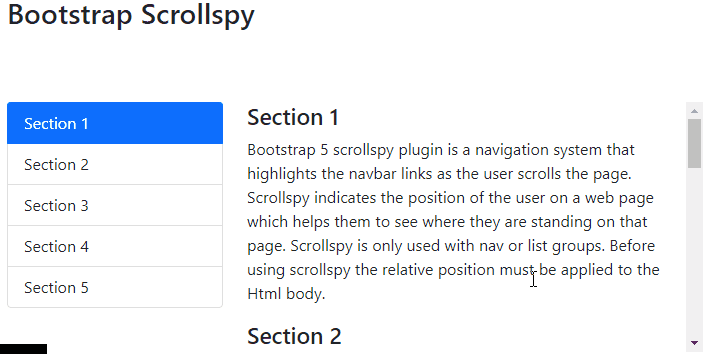 Bootstrap Scrollspy
Section 1
Section 2
Section 3
Section 4
Section 5
Section 1
Bootstrap 5 scrollspy plugin is a navigation system that
highlights the navbar links as the user scrolls the page.
Scrollspy indicates the position of the user on a web page
which helps them to see where they are standing on that
page. Scrollspy is only used with nav or list groups. Before
using scrollspy the relative position must be applied to the
Html body.
Section 2